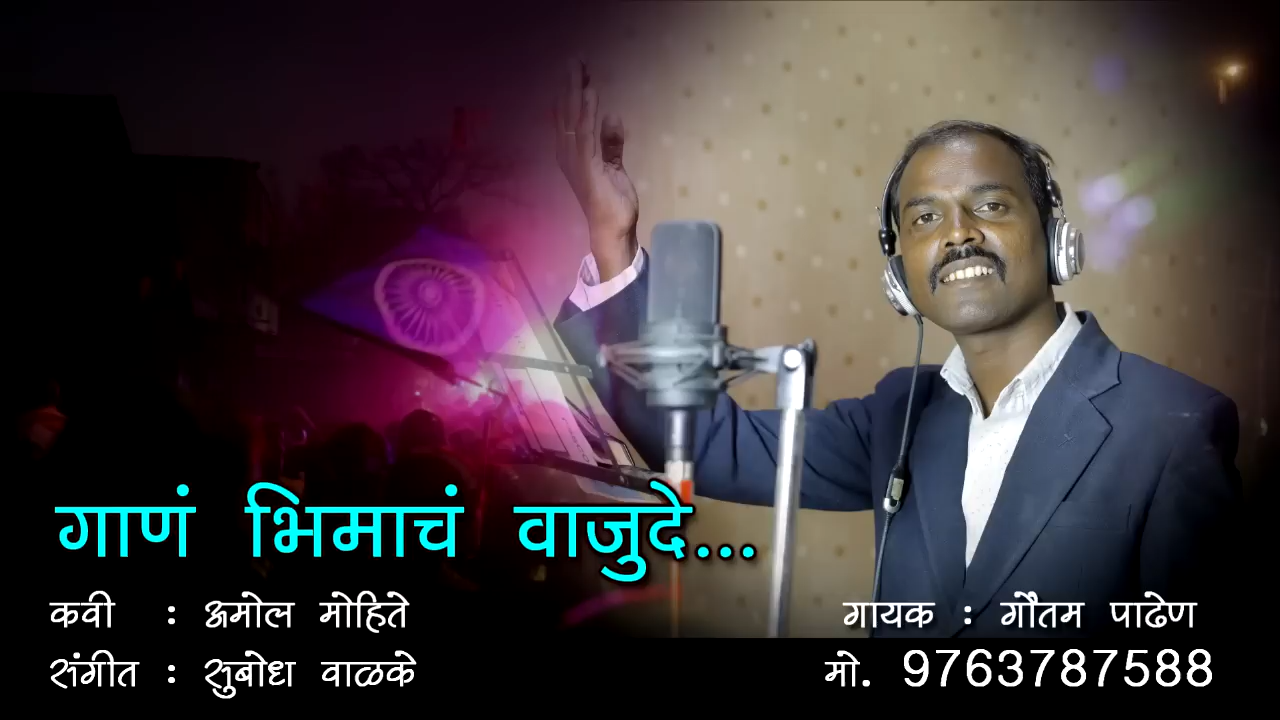 गाणं भिमाचं वाजुदे...
कवी : अमोल मोहिते
संगीत : सुबोध वाळके
गायक : गौतम पाढेण
मो. 9763787588